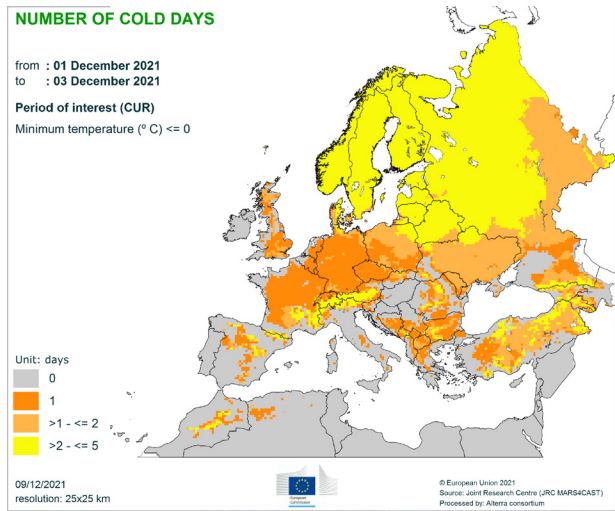 NUMBER OF COLD DAYS
from : 01 December 2021
to : 03 December 2021
Period of interest (CUR)
Minimum temperature (º C) <= 0
Unit: days
0
1
>1 - <= 2
>2 - <= 5
09/12/2021
resolution: 25x25 km
European
Commission
© European Union 2021
Source: Joint Research Centre (JRC MARS4CAST)
Processed by: Alterra consortium